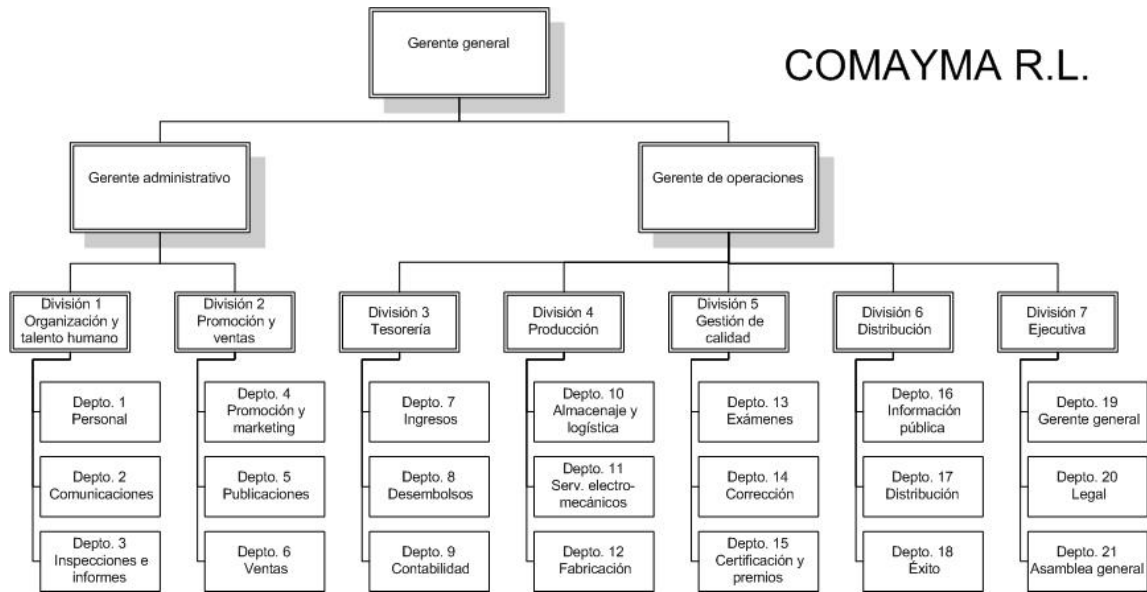 Gerente general
COMAYMA R.L.
Gerente administrativo
Gerente de operaciones
División 1
Organización y
talento humano
División 2
Promoción y
ventas
División 3
Tesorería
División 4
Producción
División 5
Gestión de
calidad
División 6
Distribución
División 7
Ejecutiva
Depto. 1
Personal
Depto. 4
Promoción y
marketing
Depto. 7
Ingresos
Depto. 10
Almacenaje y
logística
Depto. 13
Exámenes
Depto. 16
Información
pública
Depto. 19
Gerente general
Depto. 2
Comunicaciones
Depto. 5
Publicaciones
Depto. 8
Desembolsos
Depto. 11
Serv. electro-
mecánicos
Depto. 14
Corrección
Depto. 17
Distribución
Depto. 20
Legal
Depto. 3
Inspecciones e
informes
Depto. 6
Ventas
Depto. 9
Contabilidad
Depto. 12
Fabricación
Depto. 15
Certificación y
premios
Depto. 18
Éxito
Depto. 21
Asamblea general